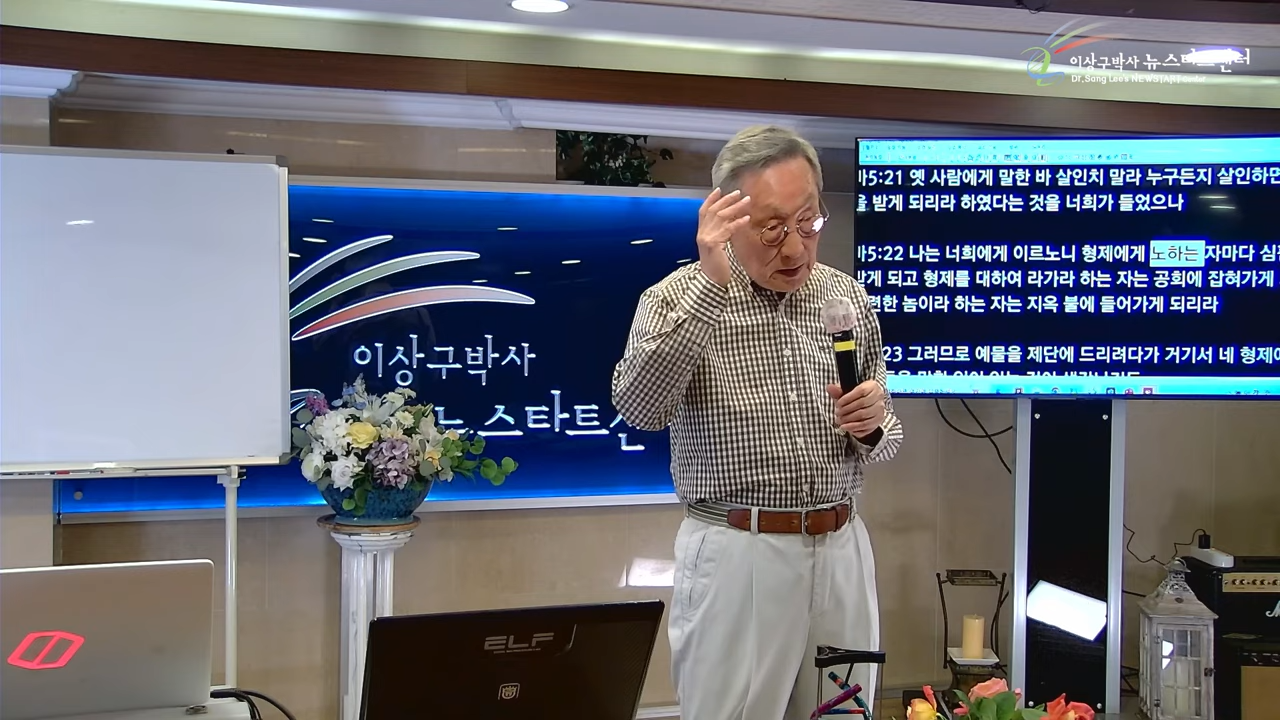 이상구박사 뉴스타트센터
Dr.Sang Lee's NEWSTART Center
마5:21 옛 사람에게 말한 바 살인치 말라 누구든지 살인하면
을 받게 되리라 하였다는 것을 너희가 들었으나
마5:22 나는 너희에게 이르노니 형제에게 노하는 자마다 심판
받게 되고 형제를 대하여 라가라 하는 자는 공회에 잡혀가게
련한 놈이라 하는 자는 지옥 불에 들어가게 되리라
23 그러므로 예물을 제단에 드리려다가 거기서 네 형제
이상구박사
뉴스타트센
ELF